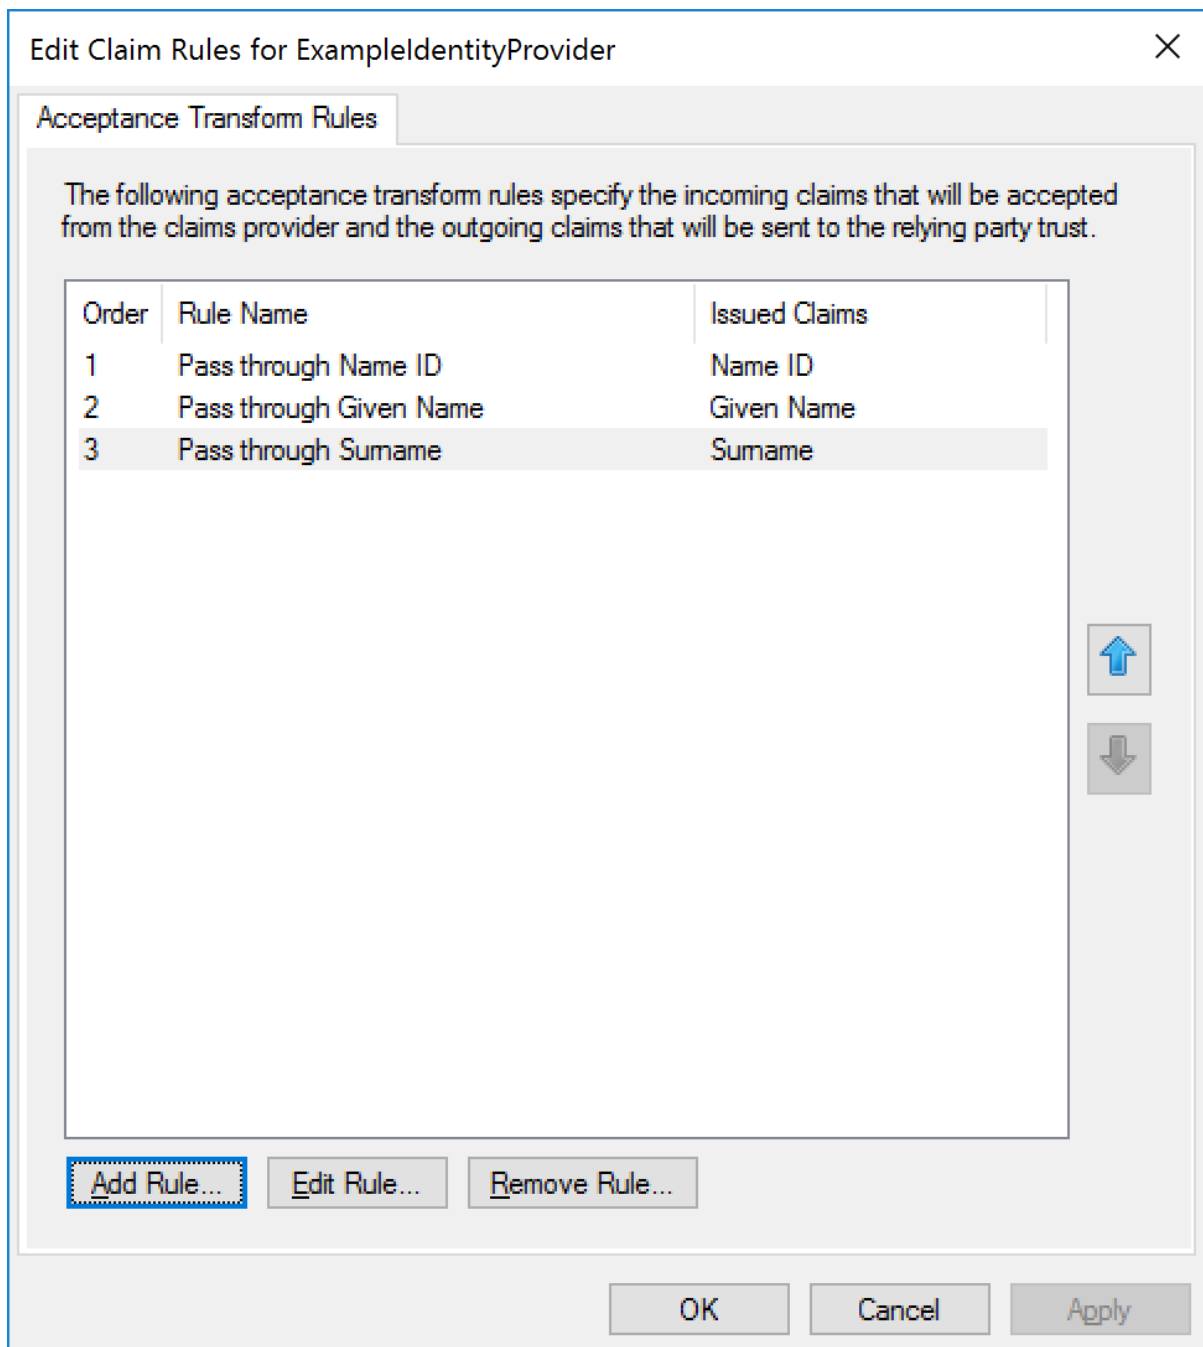 Edit Claim Rules for ExampleIdentityProvider
Acceptance Transform Rules
The following acceptance transform rules specify the incoming claims that will be accepted
from the claims provider and the outgoing claims that will be sent to the relying party trust.
Order Rule Name Issued Claims
1 Pass through Name ID Name ID
2 Pass through Given Name Given Name
3 Pass through Surname Surname
Add Rule... Edit Rule... Remove Rule...
OK Cancel Apply